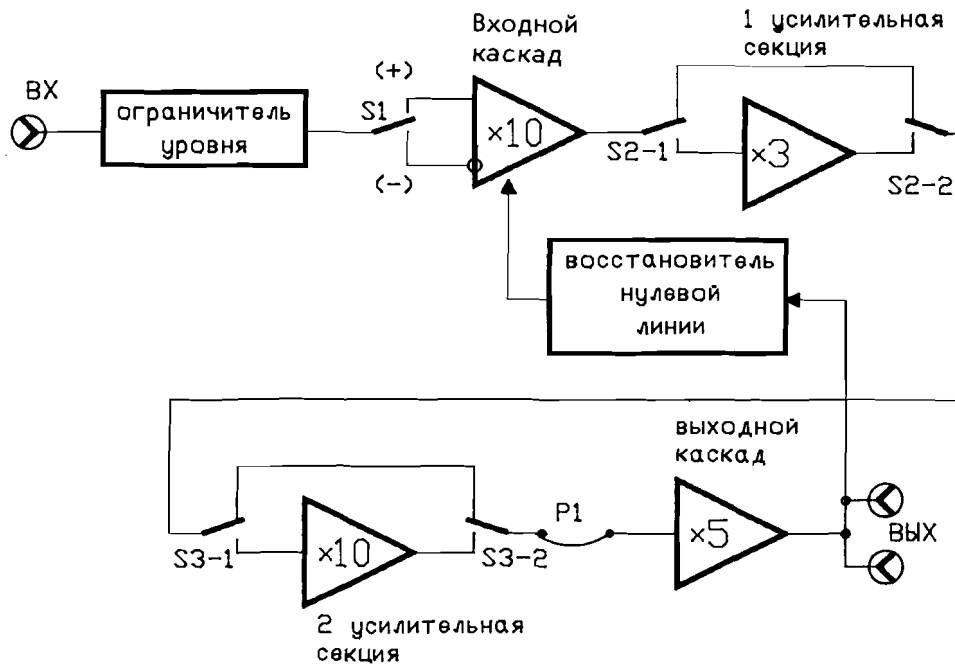 1 усилительная
секция
Входной
каскад
ВХ
ограничитель
уровня
S1
(+)
(-)
×10
S2-1
×3
S2-2
восстановитель
нулевой
линии
выходной
каскад
S3-1
×10
S3-2
P1
×5
ВЫХ
2 усилительная
секция